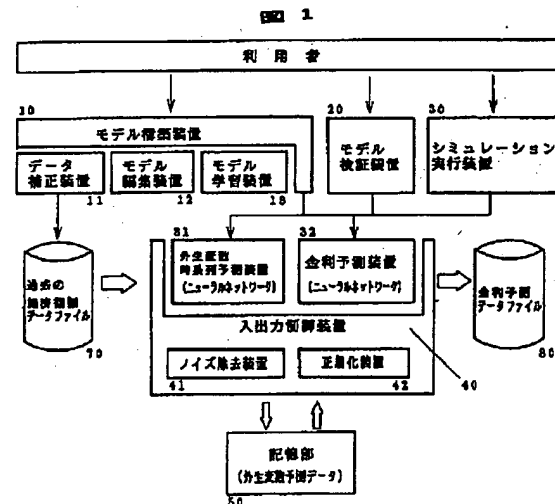 図 1
利用者
10
モデル構築装置
20
モデル
検証装置
30
シミュレーション
実行装置
データ
補正装置
11
モデル
編集装置
12
モデル
学習装置
13
31
外生変数
時系列予測装置
(ニューラルネットワーク)
32
金利予測装置
(ニューラルネットワーク)
過去の
経済指標
データファイル
70
入出力制御装置
金利予測
データファイル
80
ノイズ除去装置
41
正規化装置
42
40
記憶部
(外生変数予測データ)
50